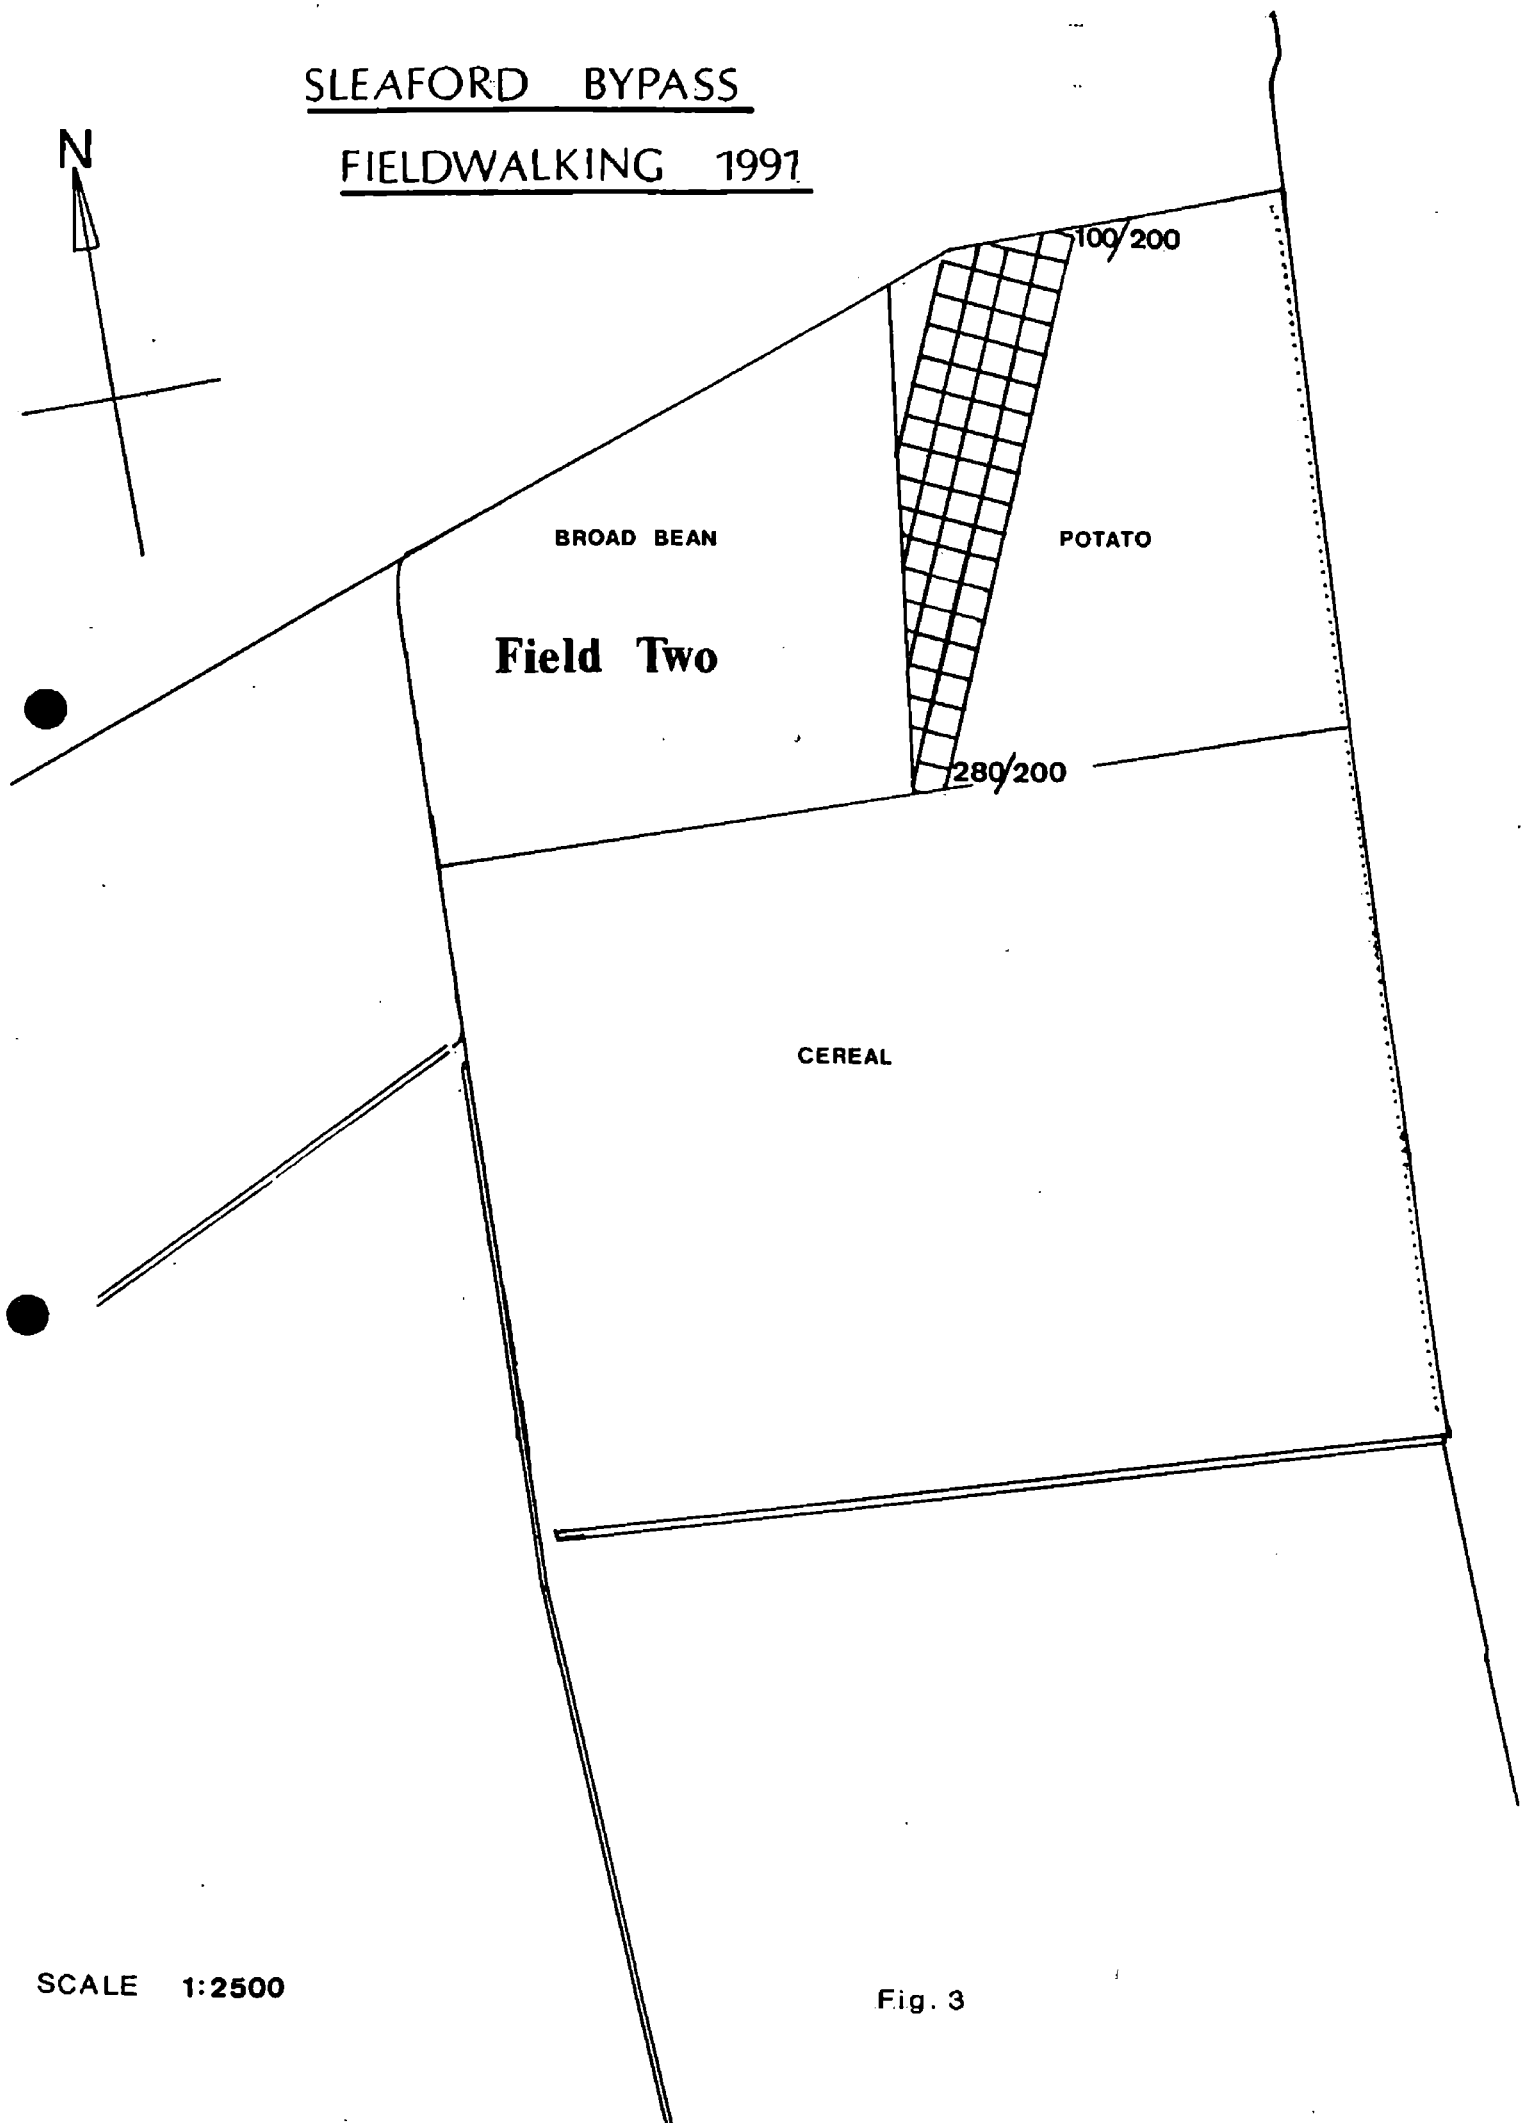 SLEAFORD BYPASS
FIELDWALKING 1991
N
100/200
BROAD BEAN
POTATO
Field Two
280/200
CEREAL
SCALE 1:2500
Fig. 3